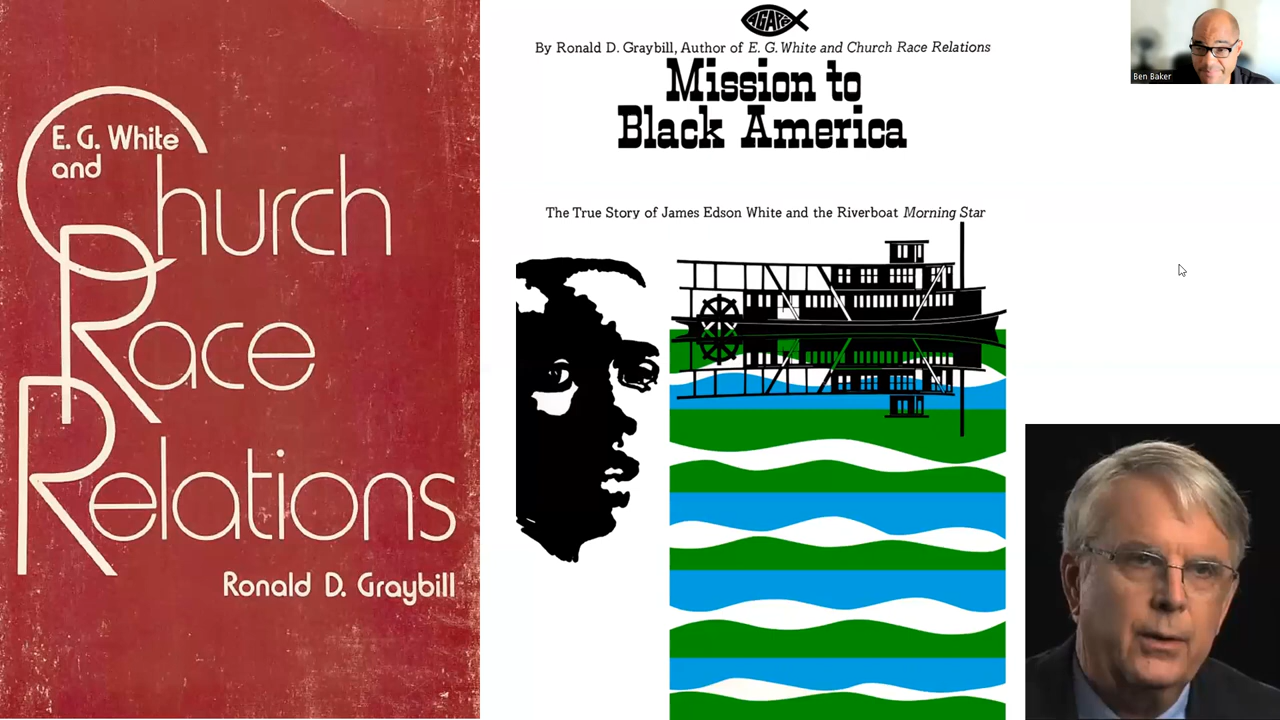 E. G. White
and
Church
Race
Relations
Ronald D. Graybill
AGAPE
By Ronald D. Graybill, Author of E. G. White and Church Race Relations
Mission to
Black America
The True Story of James Edson White and the Riverboat Morning Star
Ben Baker